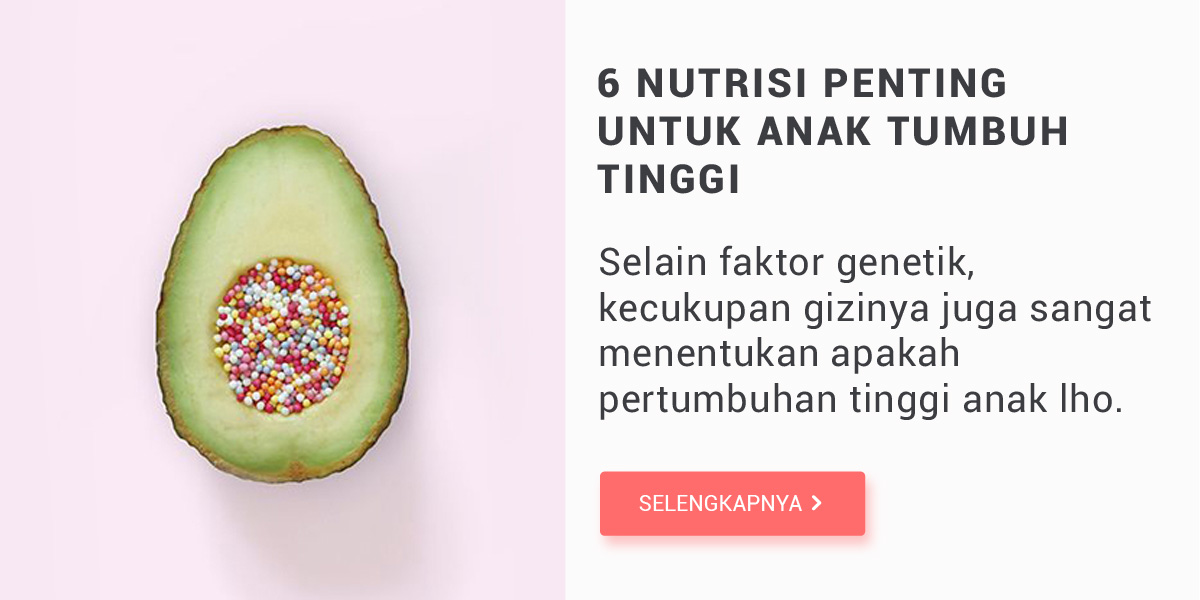 6 NUTRISI PENTING
UNTUK ANAK TUMBUH
TINGGI
Selain faktor genetik,
kecukupan gizinya juga sangat
menentukan apakah
pertumbuhan tinggi anak lho.
SELENGKAPNYA >